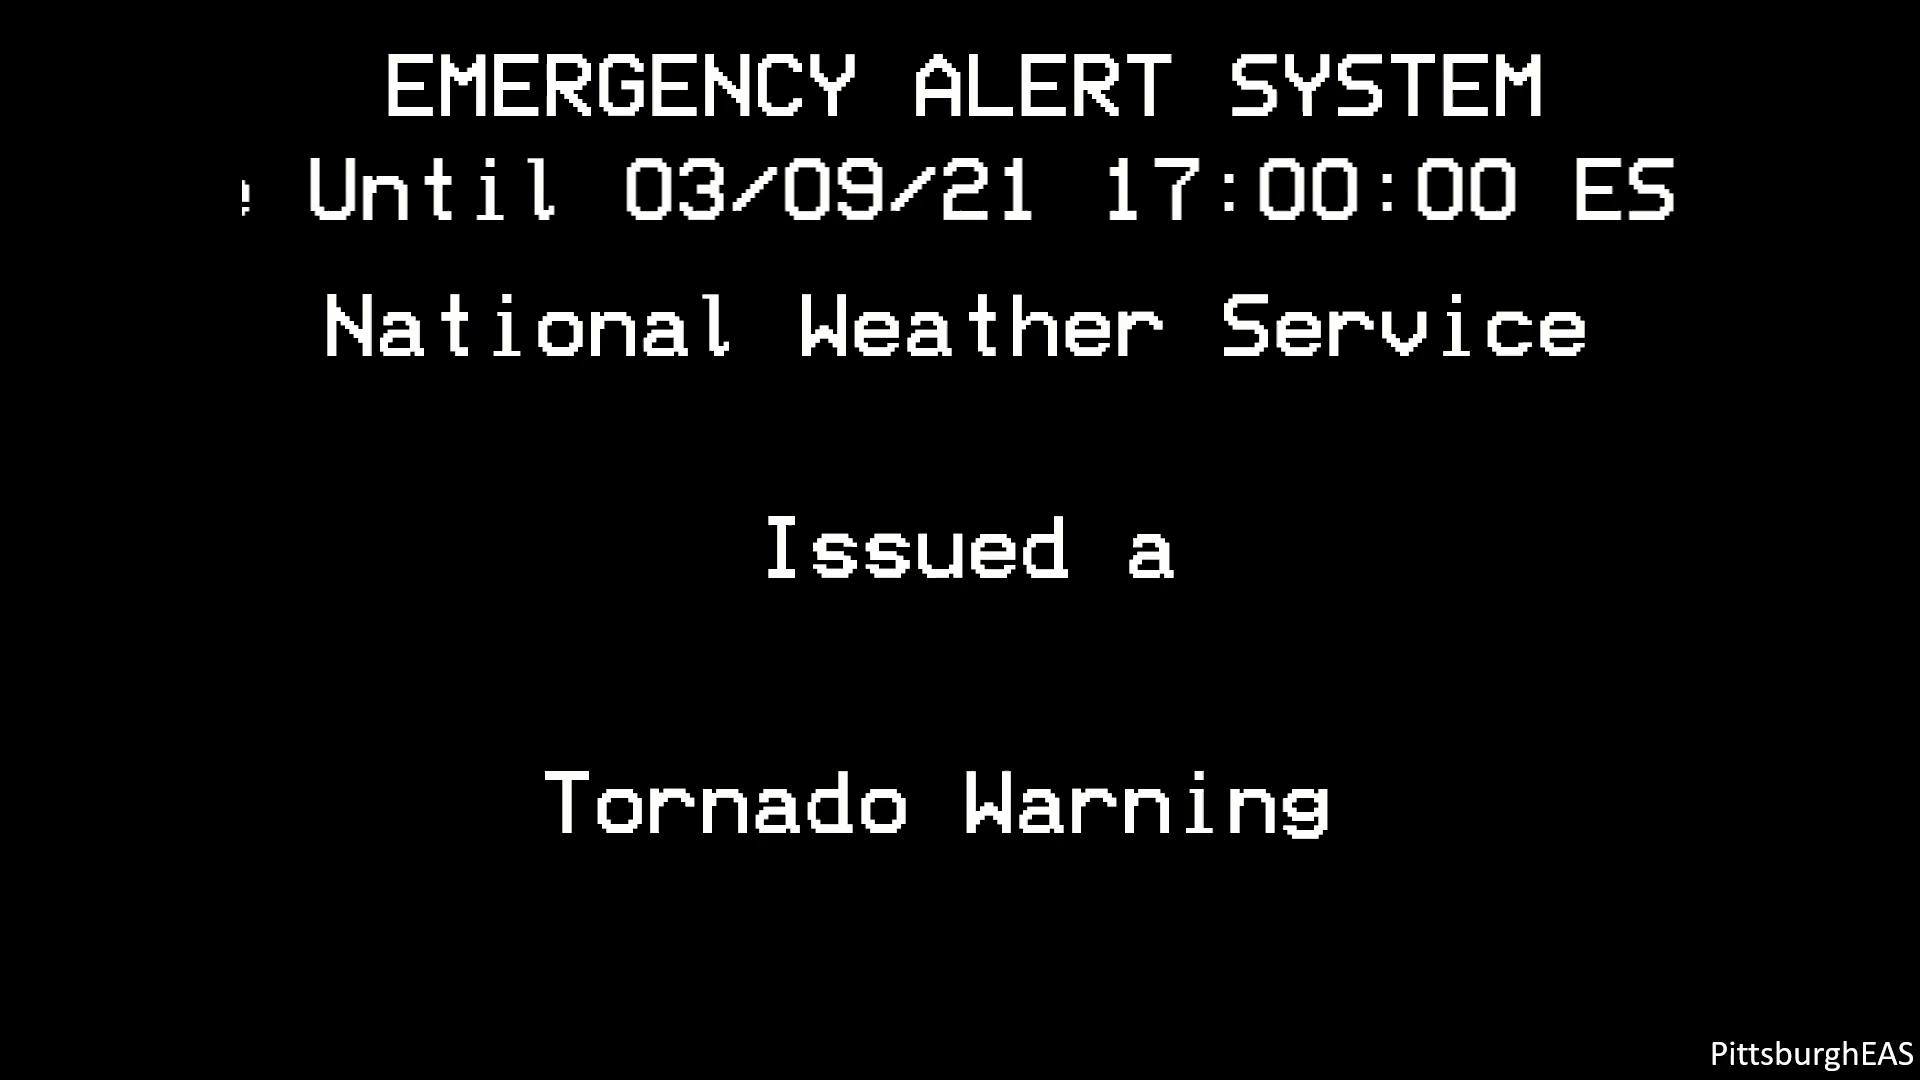 EMERGENCY ALERT SYSTEM
Until 03/09/21 17:00:00 ES
National Weather Service
Issued a
Tornado Warning
PittsburghEAS